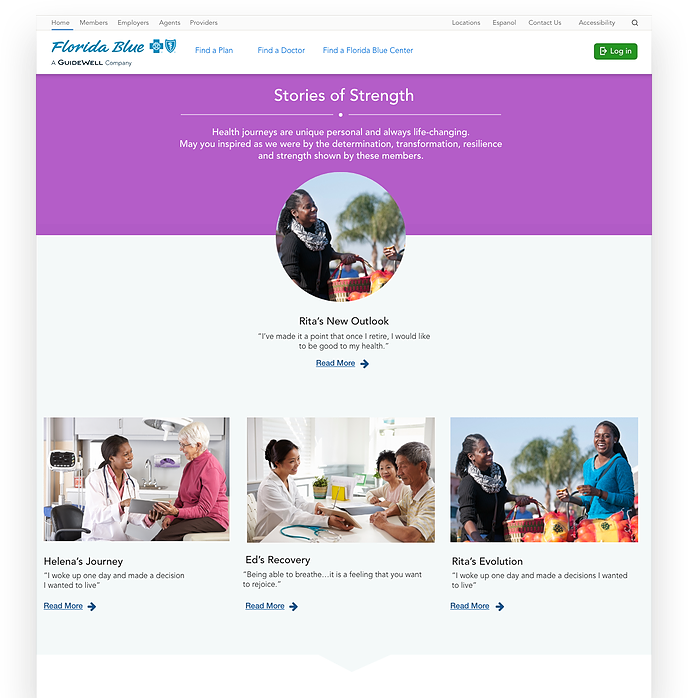 Home Members Employers Agents Providers Locations Espanol Contact Us Accessibility
Florida Blue
A GUIDEWELL Company
Find a Plan Find a Doctor Find a Florida Blue Center
Log in
Stories of Strength
Health journeys are unique personal and always life-changing.
May you inspired as we were by the determination, transformation, resilience
and strength shown by these members.
Rita's New Outlook
"I've made it a point that once I retire, I would like
to be good to my health."
Read More
Helena's Journey
"I woke up one day and made a decision
I wanted to live"
Read More
Ed's Recovery
"Being able to breathe...it is a feeling that you want
to rejoice."
Read More
Rita's Evolution
"I woke up one day and made a decisions I wanted
to live"
Read More